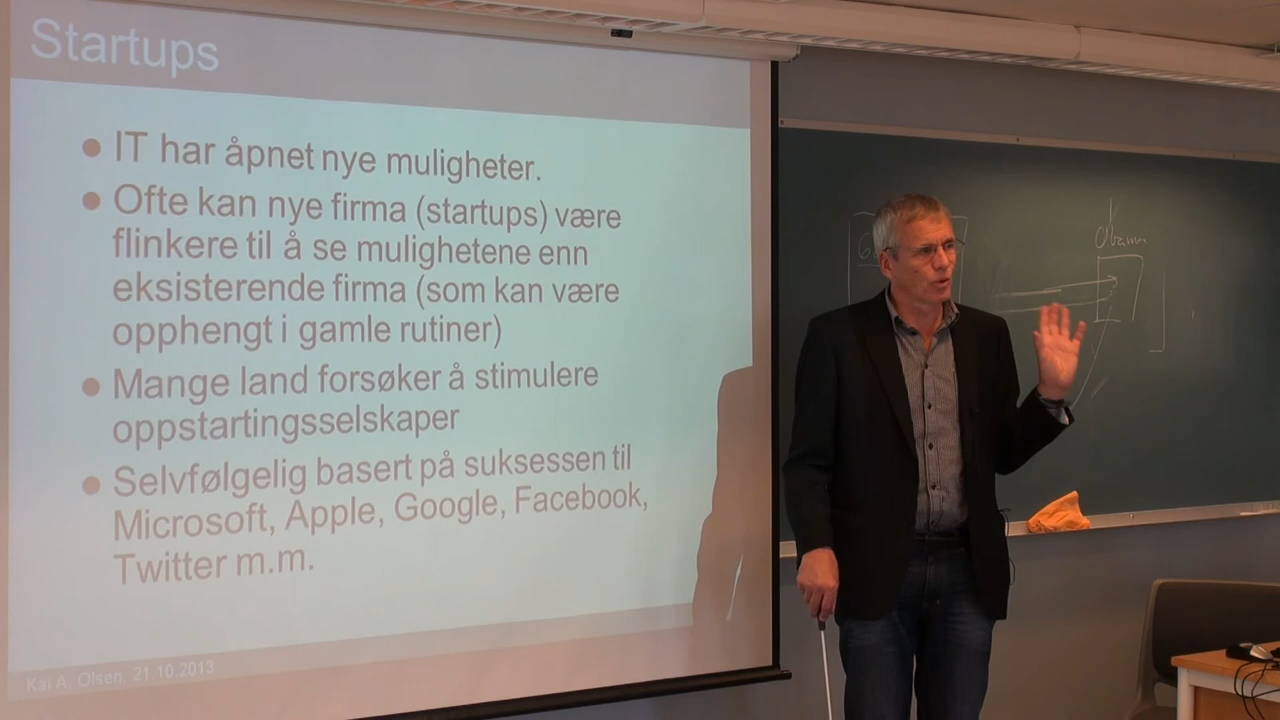 Startups
IT har åpnet nye muligheter.
Ofte kan nye firma (startups) være
flinkere til å se mulighetene enn
eksisterende firma (som kan være
opphengt i gamle rutiner)
Mange land forsøker å stimulere
oppstartingsselskaper
Selvfølgelig basert på suksessen til
Microsoft, Apple, Google, Facebook,
Twitter m.m.
Kai A. Olsen, 21.10.2013
Obama